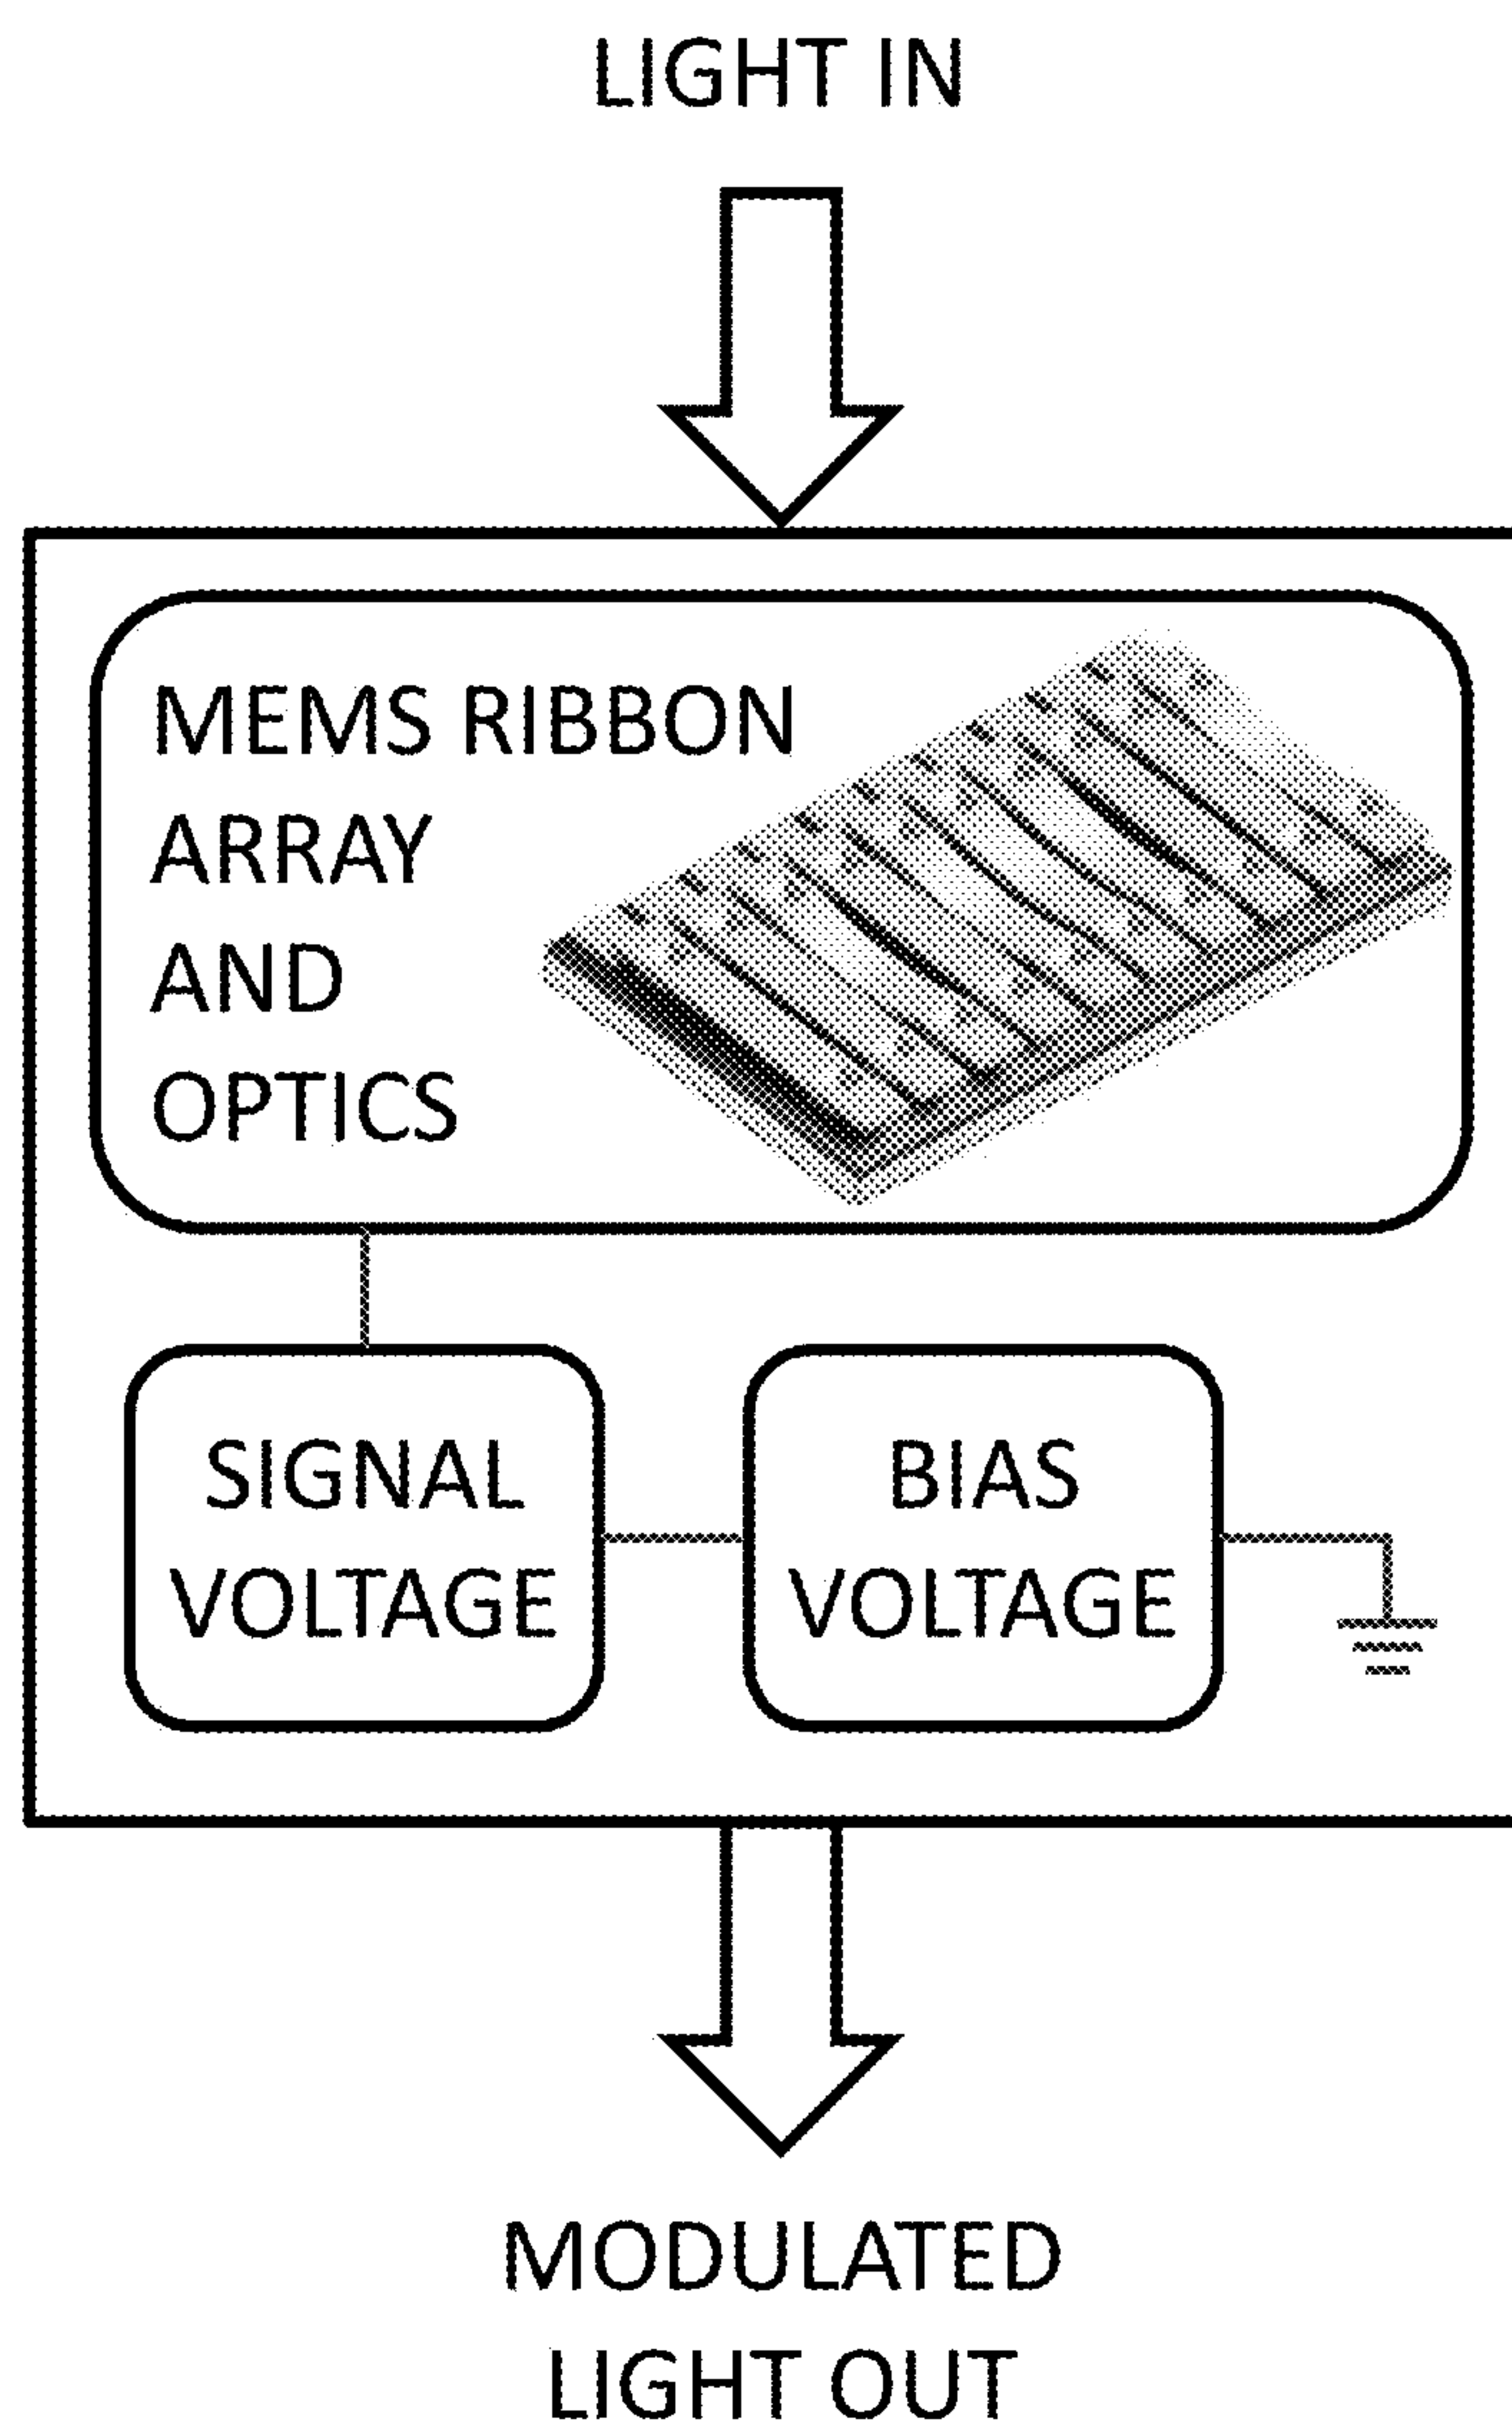 LIGHT IN
MEMS RIBBON
ARRAY
AND
OPTICS
SIGNAL
VOLTAGE
BIAS
VOLTAGE
MODULATED
LIGHT OUT